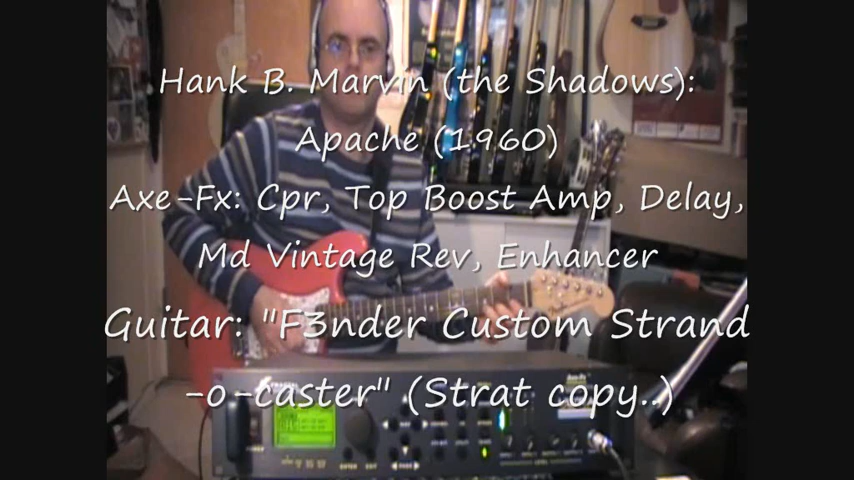 Hank B. Marvin (the Shadows):
Apache (1960)
Axe-Fx: Cpr, Top Boost Amp, Delay,
Md Vintage Rev, Enhancer
Guitar: "F3nder Custom Strand
-o-caster" (Strat copy..)